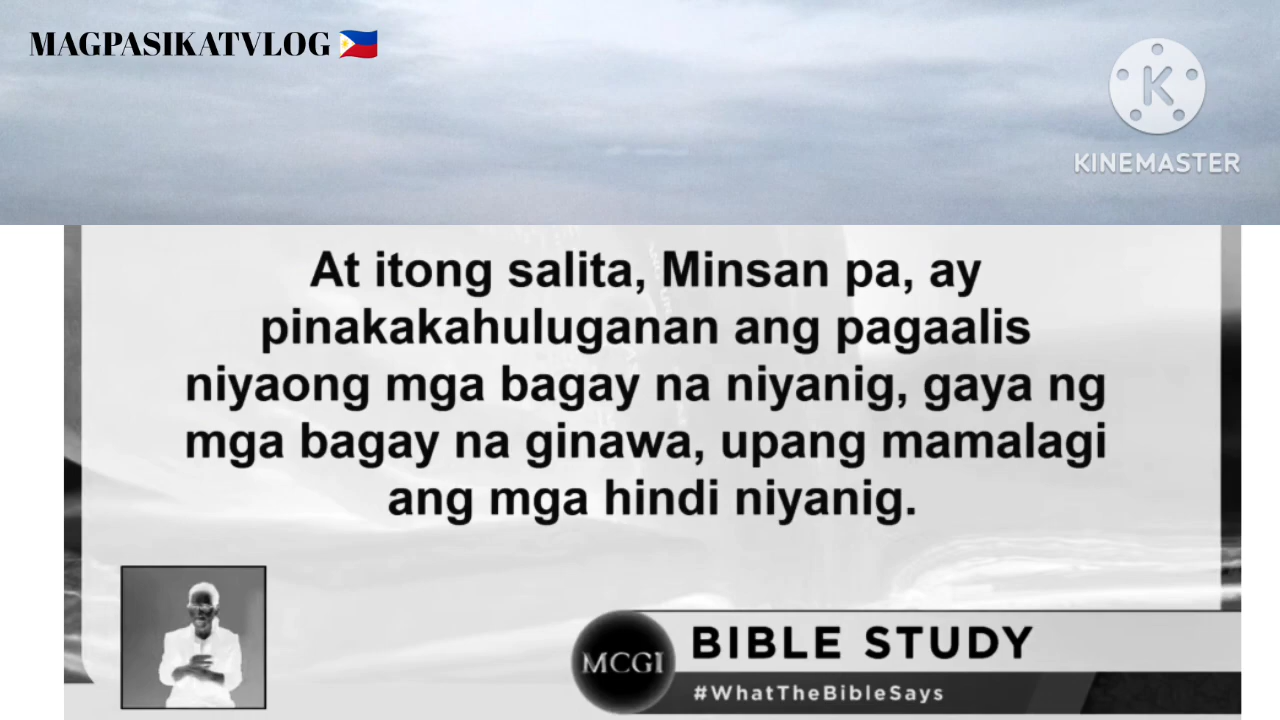 MAGPASIKATVLOG 🇵🇭
K
KINEMASTER
At itong salita, Minsan pa, ay
pinakakahuluganan ang pagaalis
niyaong mga bagay na niyanig, gaya ng
mga bagay na ginawa, upang mamalagi
ang mga hindi niyanig.
MCGI
BIBLE STUDY
#WhatTheBibleSays